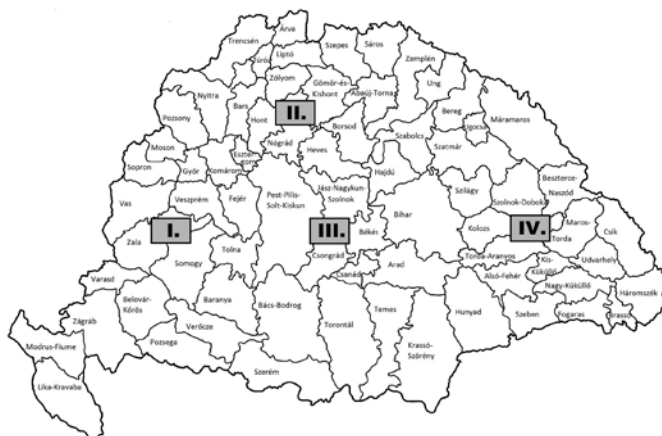 Árva
Trencsén
Turóc
Liptó
Szepes
Sáros
Zemplén
Zólyom
Gömör-és-
Kishont
Abaúj-Torna
Ung
Nyitra
Bars
Hont
II.
Borsod
Bereg
Ugocsa
Máramaros
Pozsony
Nógrád
Heves
Szabolcs
Szatmár
Moson
Sopron
Győr
Komárom
Eszter-
gom
Hajdú
Vas
Veszprém
Fejér
Pest-Pilis-
Solt-Kiskun
Jász-Nagykun-
Szolnok
Bihar
Szilágy
Szolnok-Doboka
Beszterce-
Naszód
I.
III.
IV.
Zala
Somogy
Tolna
Csongrád
Békés
Kolozs
Maros-
Torda
Csík
Udvarhely
Csanád
Arad
Torda-Aranyos
Kis-
Küküllő
Alsó-Fehér
Nagy-Küküllő
Háromszék
Varasd
Belovár-
Kőrös
Baranya
Bács-Bodrog
Torontál
Temes
Krassó-
Szörény
Hunyad
Szeben
Fogaras
Brassó
Zágráb
Verőcze
Pozsega
Szerém
Modrus-Fiume
Lika-Kravaba